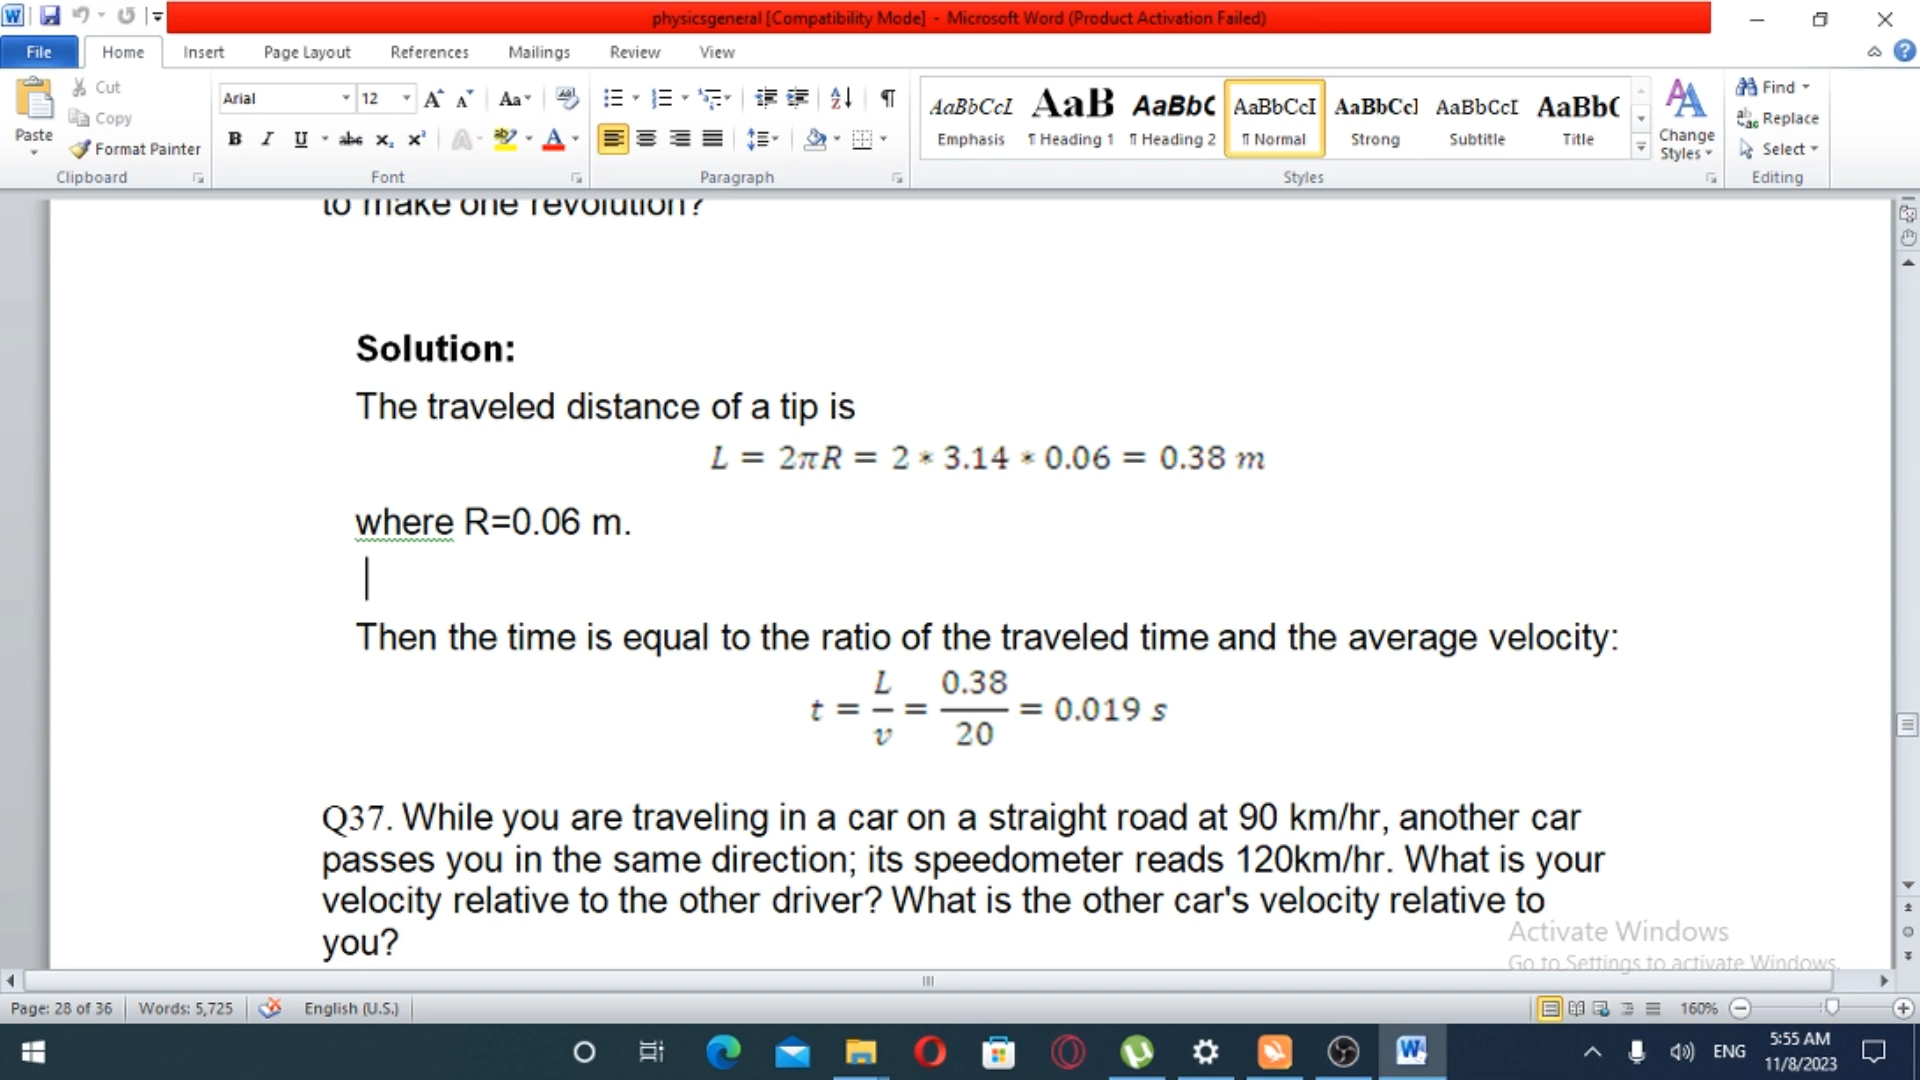 physicsgeneral [Compatibility Mode] - Microsoft Word (Product Activation Failed)
File Home Insert Page Layout References Mailings Review View
Cut
Copy
Format Painter
Paste
Clipboard
Arial 12
Font
Paragraph
AaBbCcI AaB AaBbC AaBbCcI AaBbCcI AaBbCcI AaBb(
Emphasis ¶ Heading 1 ¶ Heading 2 ¶ Normal Strong Subtitle Title
Change Styles
Styles
Find
Replace
Select
Editing
to make one revolution?
Solution:
The traveled distance of a tip is
L = 2πR = 2 * 3.14 * 0.06 = 0.38 m
where R=0.06 m.
Then the time is equal to the ratio of the traveled time and the average velocity:
t = L/v = 0.38/20 = 0.019 s
Q37. While you are traveling in a car on a straight road at 90 km/hr, another car
passes you in the same direction; its speedometer reads 120km/hr. What is your
velocity relative to the other driver? What is the other car's velocity relative to
you?
Activate Windows
Go to Settings to activate Windows.
Page: 28 of 36 Words: 5,725 English (U.S.) 160%
ENG 5:55 AM
11/8/2023